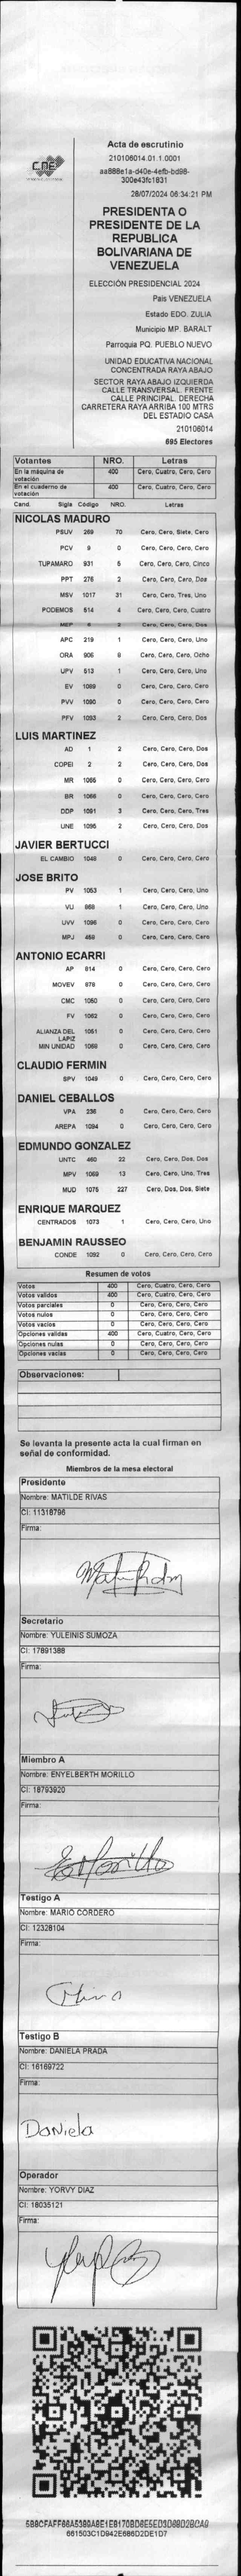 CNE
Acta de escrutinio
210106014.01.1.0001
aa888e1a-d40e-4efb-bd98-
300e43fc1831
28/07/2024 06:34:21 PM
PRESIDENTA O
PRESIDENTE DE LA
REPUBLICA
BOLIVARIANA DE
VENEZUELA
ELECCIÓN PRESIDENCIAL 2024
País VENEZUELA
Estado EDO. ZULIA
Municipio MP. BARALT
Parroquia PQ. PUEBLO NUEVO
UNIDAD EDUCATIVA NACIONAL
CONCENTRADA RAYA ABAJO
SECTOR RAYA ABAJO IZQUIERDA
CALLE TRANSVERSAL. FRENTE
CALLE PRINCIPAL. DERECHA
CARRETERA RAYA ARRIBA 100 MTRS
DEL ESTADIO CASA
210106014
695 Electores
Votantes NRO. Letras
En la máquina de votación 400 Cero, Cuatro, Cero, Cero
En el cuaderno de votación 400 Cero, Cuatro, Cero, Cero
Cand. Sigla Código NRO. Letras
NICOLAS MADURO
PSUV 269 70 Cero, Cero, Siete, Cero
PCV 9 0 Cero, Cero, Cero, Cero
TUPAMARO 931 5 Cero, Cero, Cero, Cinco
PPT 275 2 Cero, Cero, Cero, Dos
MSV 1017 31 Cero, Cero, Tres, Uno
PODEMOS 514 4 Cero, Cero, Cero, Cuatro
MEP 6 2 Cero, Cero, Cero, Dos
APC 219 1 Cero, Cero, Cero, Uno
ORA 906 8 Cero, Cero, Cero, Ocho
UPV 513 1 Cero, Cero, Cero, Uno
EV 1089 0 Cero, Cero, Cero, Cero
PVV 1090 0 Cero, Cero, Cero, Cero
PFV 1093 2 Cero, Cero, Cero, Dos
LUIS MARTINEZ
AD 1 2 Cero, Cero, Cero, Dos
COPEI 2 2 Cero, Cero, Cero, Dos
MR 1065 0 Cero, Cero, Cero, Cero
BR 1066 0 Cero, Cero, Cero, Cero
DDP 1091 3 Cero, Cero, Cero, Tres
UNE 1095 2 Cero, Cero, Cero, Dos
JAVIER BERTUCCI
EL CAMBIO 1048 0 Cero, Cero, Cero, Cero
JOSE BRITO
PV 1053 1 Cero, Cero, Cero, Uno
VU 868 1 Cero, Cero, Cero, Uno
UVV 1096 0 Cero, Cero, Cero, Cero
MPJ 459 0 Cero, Cero, Cero, Cero
ANTONIO ECARRI
AP 814 0 Cero, Cero, Cero, Cero
MOVEV 879 0 Cero, Cero, Cero, Cero
CMC 1050 0 Cero, Cero, Cero, Cero
FV 1052 0 Cero, Cero, Cero, Cero
ALIANZA DEL LAPIZ 1051 0 Cero, Cero, Cero, Cero
MIN UNIDAD 1058 0 Cero, Cero, Cero, Cero
CLAUDIO FERMIN
SPV 1049 0 Cero, Cero, Cero, Cero
DANIEL CEBALLOS
VPA 236 0 Cero, Cero, Cero, Cero
AREPA 1094 0 Cero, Cero, Cero, Cero
EDMUNDO GONZALEZ
UNTC 460 22 Cero, Cero, Dos, Dos
MPV 1069 13 Cero, Cero, Uno, Tres
MUD 1075 227 Cero, Dos, Dos, Siete
ENRIQUE MARQUEZ
CENTRADOS 1073 1 Cero, Cero, Cero, Uno
BENJAMIN RAUSSEO
CONDE 1092 0 Cero, Cero, Cero, Cero
Resumen de votos
Votos 400 Cero, Cuatro, Cero, Cero
Votos validos 400 Cero, Cuatro, Cero, Cero
Votos parciales 0 Cero, Cero, Cero, Cero
Votos nulos 0 Cero, Cero, Cero, Cero
Votos vacios 0 Cero, Cero, Cero, Cero
Opciones validas 400 Cero, Cuatro, Cero, Cero
Opciones nulas 0 Cero, Cero, Cero, Cero
Opciones vacias 0 Cero, Cero, Cero, Cero
Observaciones:
Se levanta la presente acta la cual firman en
señal de conformidad.
Miembros de la mesa electoral
Presidente
Nombre: MATILDE RIVAS
CI: 11318796
Firma:
Secretario
Nombre: YULEINIS SUMOZA
CI: 17891388
Firma:
Miembro A
Nombre: ENYELBERTH MORILLO
CI: 18793920
Firma:
Testigo A
Nombre: MARIO CORDERO
CI: 12328104
Firma:
Testigo B
Nombre: DANIELA PRADA
CI: 16169722
Firma:
Daniela
Operador
Nombre: YORVY DIAZ
CI: 18035121
Firma:
661503C1D942E686D2DE1D7